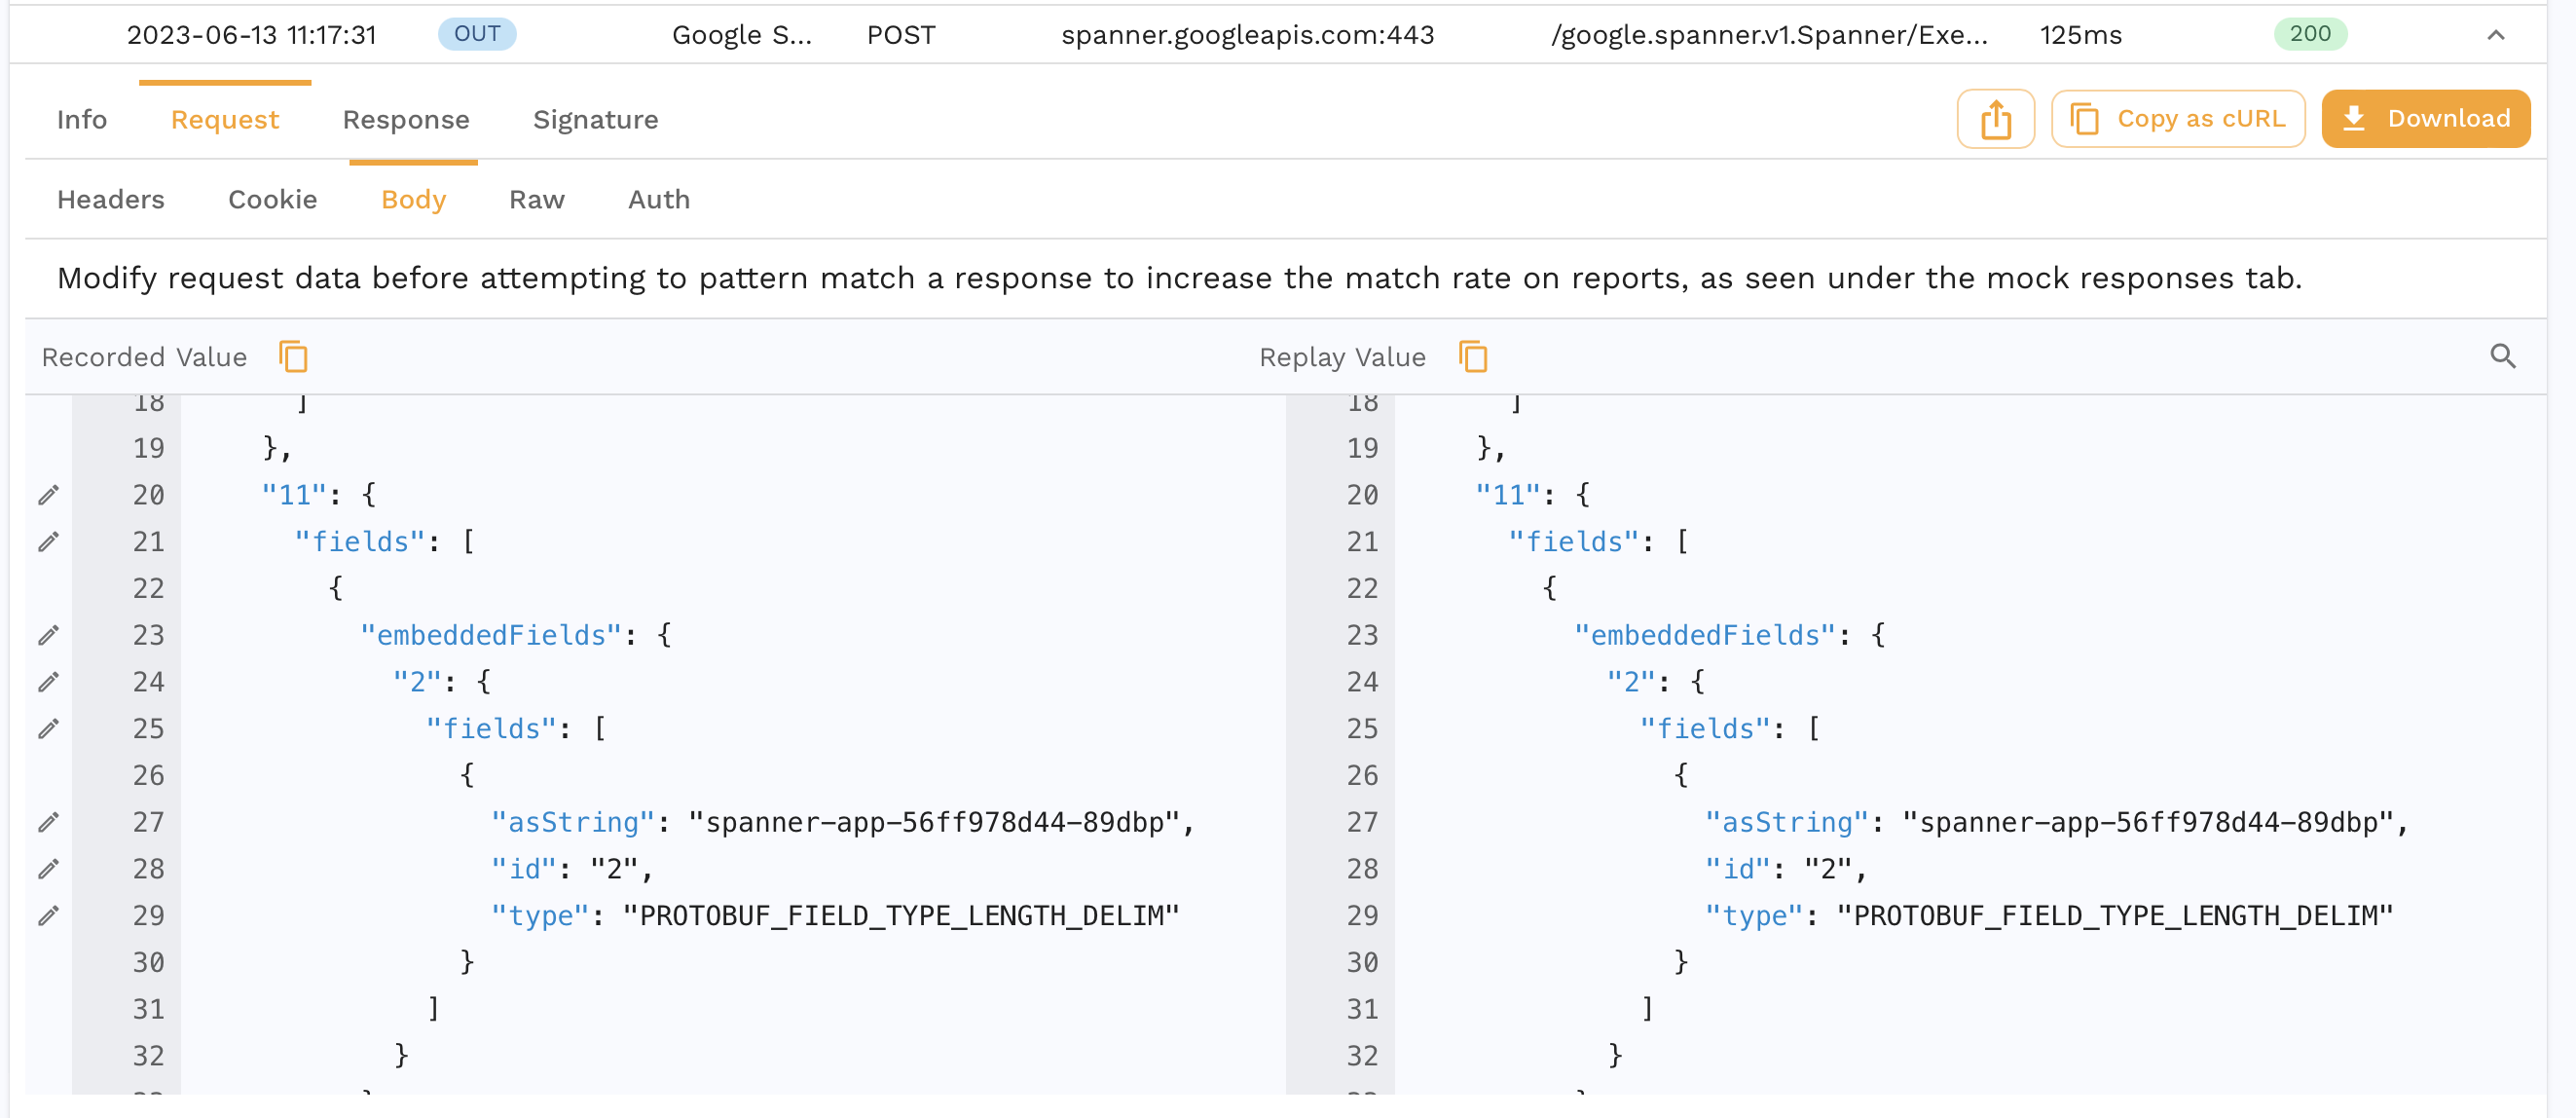 2023-06-13 11:17:31 OUT Google S... POST spanner.googleapis.com:443 /google.spanner.v1.Spanner/Exe... 125ms 200
Info Request Response Signature Copy as cURL Download
Headers Cookie Body Raw Auth
Modify request data before attempting to pattern match a response to increase the match rate on reports, as seen under the mock responses tab.
Recorded Value Replay Value
18 ] 18 ]
19 }, 19 },
20 "11": { 20 "11": {
21 "fields": [ 21 "fields": [
22 { 22 {
23 "embeddedFields": { 23 "embeddedFields": {
24 "2": { 24 "2": {
25 "fields": [ 25 "fields": [
26 { 26 {
27 "asString": "spanner-app-56ff978d44-89dbp", 27 "asString": "spanner-app-56ff978d44-89dbp",
28 "id": "2", 28 "id": "2",
29 "type": "PROTOBUF_FIELD_TYPE_LENGTH_DELIM" 29 "type": "PROTOBUF_FIELD_TYPE_LENGTH_DELIM"
30 } 30 }
31 ] 31 ]
32 } 32 }